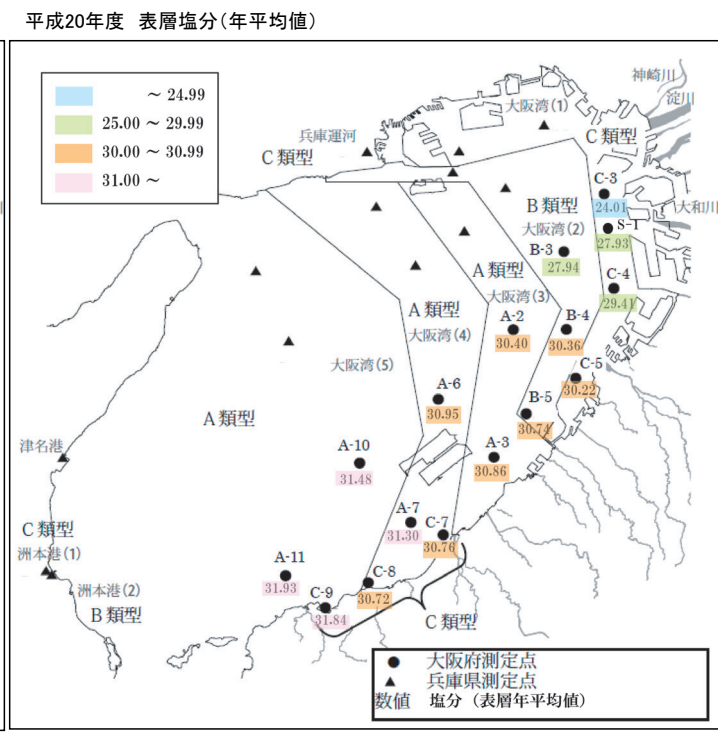 平成20年度 表層塩分(年平均値)
～ 24.99
25.00 ～ 29.99
30.00 ～ 30.99
31.00 ～
神崎川
淀川
大阪湾(1)
兵庫運河
C類型
C類型
C-3
24.01
大和川
B類型
S-1
27.93
大阪湾(2)
B-3
27.94
A類型
C-4
29.41
大阪湾(3)
A類型
A-2
30.40
B-4
30.36
大阪湾(4)
大阪湾(5)
C-5
30.22
A-6
30.95
B-5
30.74
A類型
A-10
31.48
A-3
30.86
津名港
A-7
31.30
C-7
30.76
C類型
洲本港(1)
A-11
31.93
C-8
30.72
洲本港(2)
C-9
31.84
B類型
C類型
● 大阪府測定点
▲ 兵庫県測定点
数値 塩分（表層年平均値）